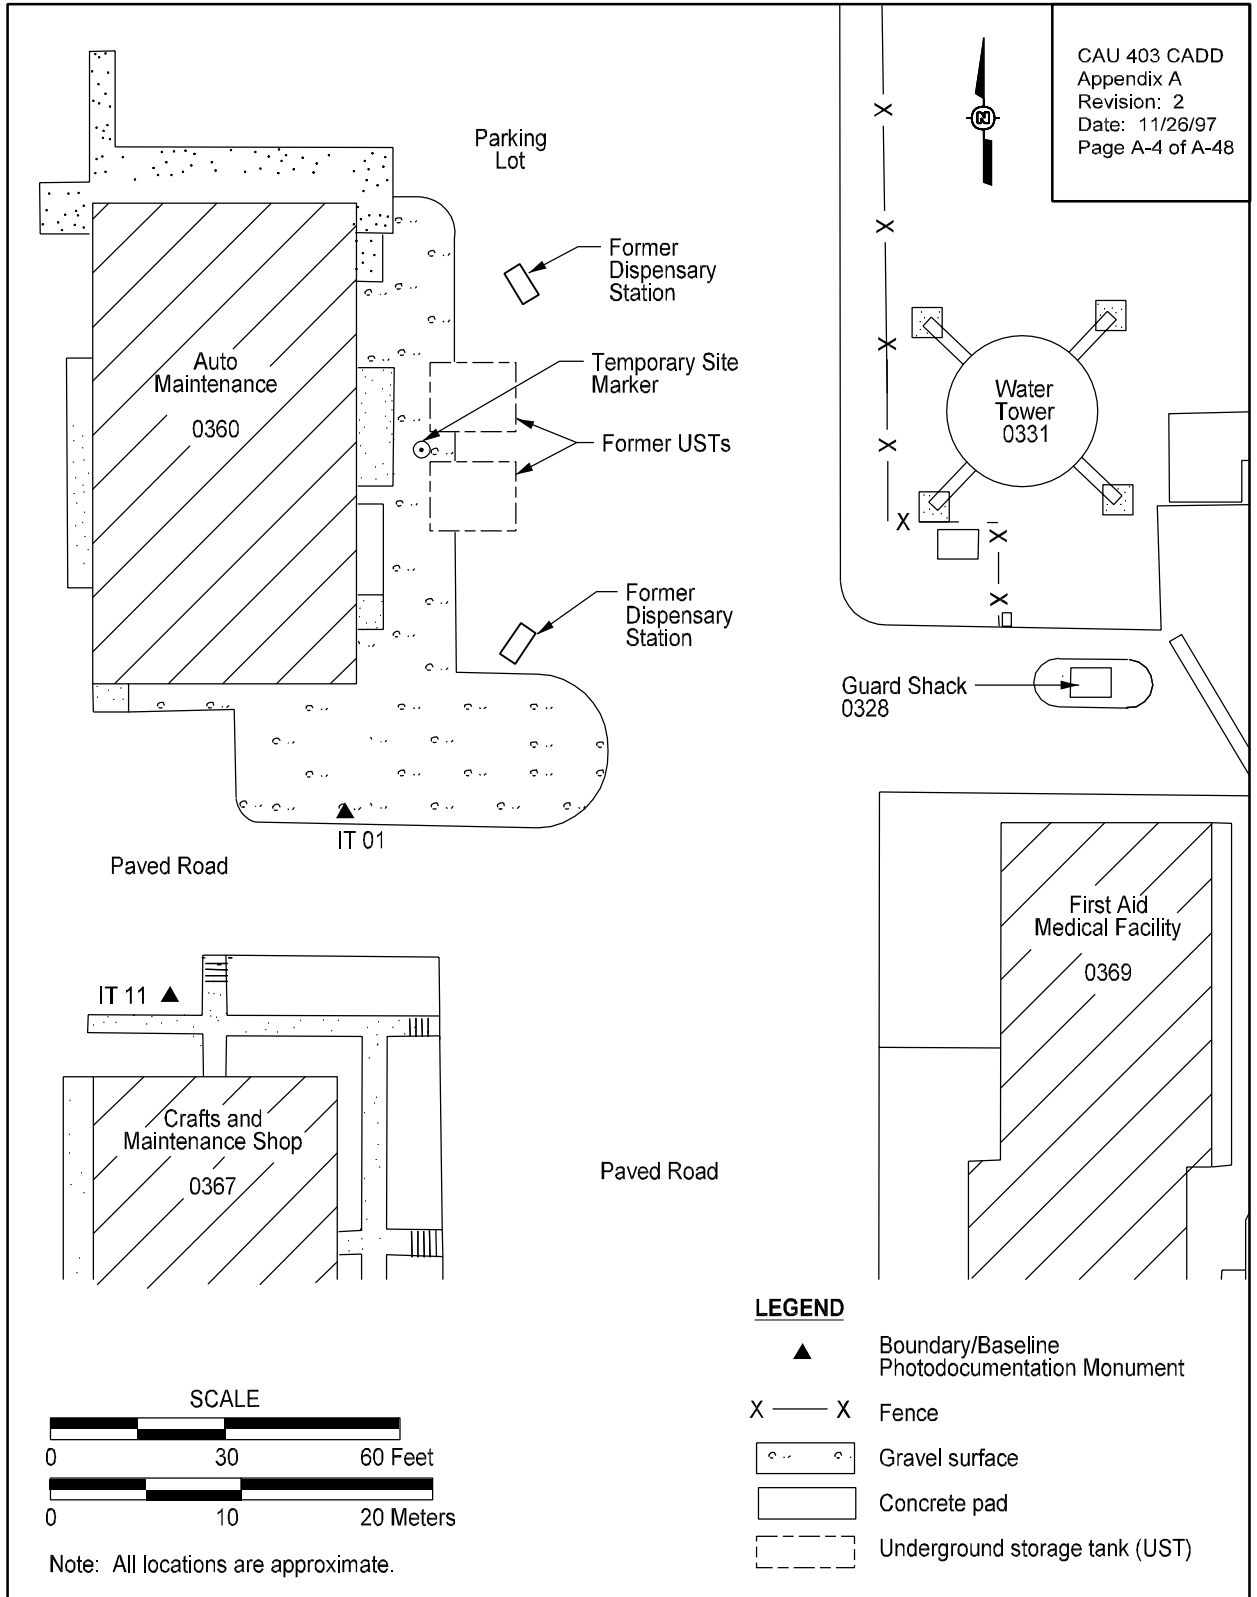 CAU 403 CADD
Appendix A
Revision: 2
Date: 11/26/97
Page A-4 of A-48
N
Parking
Lot
Former
Dispensary
Station
Auto
Maintenance
0360
Temporary Site
Marker
Former USTs
Water
Tower
0331
X
X
X
X
X
X
X
Former
Dispensary
Station
Guard Shack
0328
IT 01
Paved Road
First Aid
Medical Facility
0369
IT 11
Crafts and
Maintenance Shop
0367
Paved Road
LEGEND
Boundary/Baseline
Photodocumentation Monument
X X Fence
Gravel surface
Concrete pad
Underground storage tank (UST)
SCALE
0 30 60 Feet
0 10 20 Meters
Note: All locations are approximate.